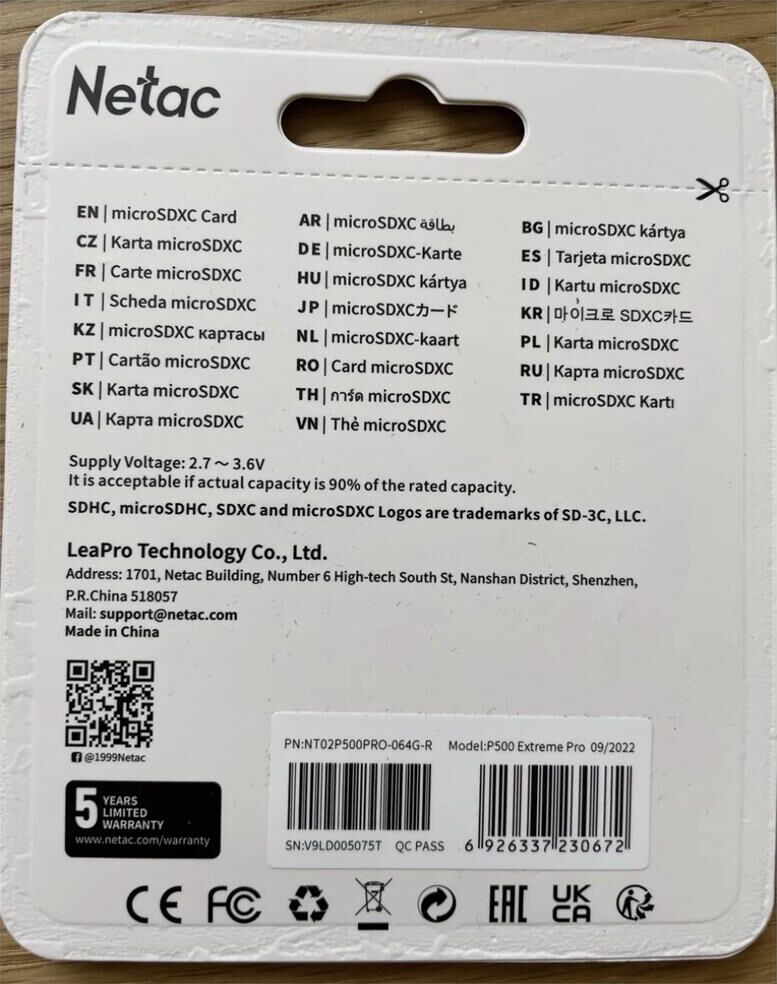 Netac
EN | microSDXC Card
CZ | Karta microSDXC
FR | Carte microSDXC
IT | Scheda microSDXC
KZ | microSDXC картасы
PT | Cartão microSDXC
SK | Karta microSDXC
UA | Карта microSDXC
AR | microSDXC بطاقة
DE | microSDXC-Karte
HU | microSDXC kártya
JP | microSDXCカード
NL | microSDXC-kaart
RO | Card microSDXC
TH | การ์ด microSDXC
VN | Thẻ microSDXC
BG | microSDXC kártya
ES | Tarjeta microSDXC
ID | Kartu microSDXC
KR | 마이크로 SDXC카드
PL | Karta microSDXC
RU | Карта microSDXC
TR | microSDXC Kartı
Supply Voltage: 2.7～3.6V
It is acceptable if actual capacity is 90% of the rated capacity.
SDHC, microSDHC, SDXC and microSDXC Logos are trademarks of SD-3C, LLC.
LeaPro Technology Co., Ltd.
Address: 1701, Netac Building, Number 6 High-tech South St, Nanshan District, Shenzhen,
P.R.China 518057
Mail: support@netac.com
Made in China
@1999Netac
5 YEARS
LIMITED
WARRANTY
www.netac.com/warranty
PN:NT02P500PRO-064G-R Model:P500 Extreme Pro 09/2022
SN:V9LD005075T QC PASS 6 926337 230672
CE FC EAC UK
CA